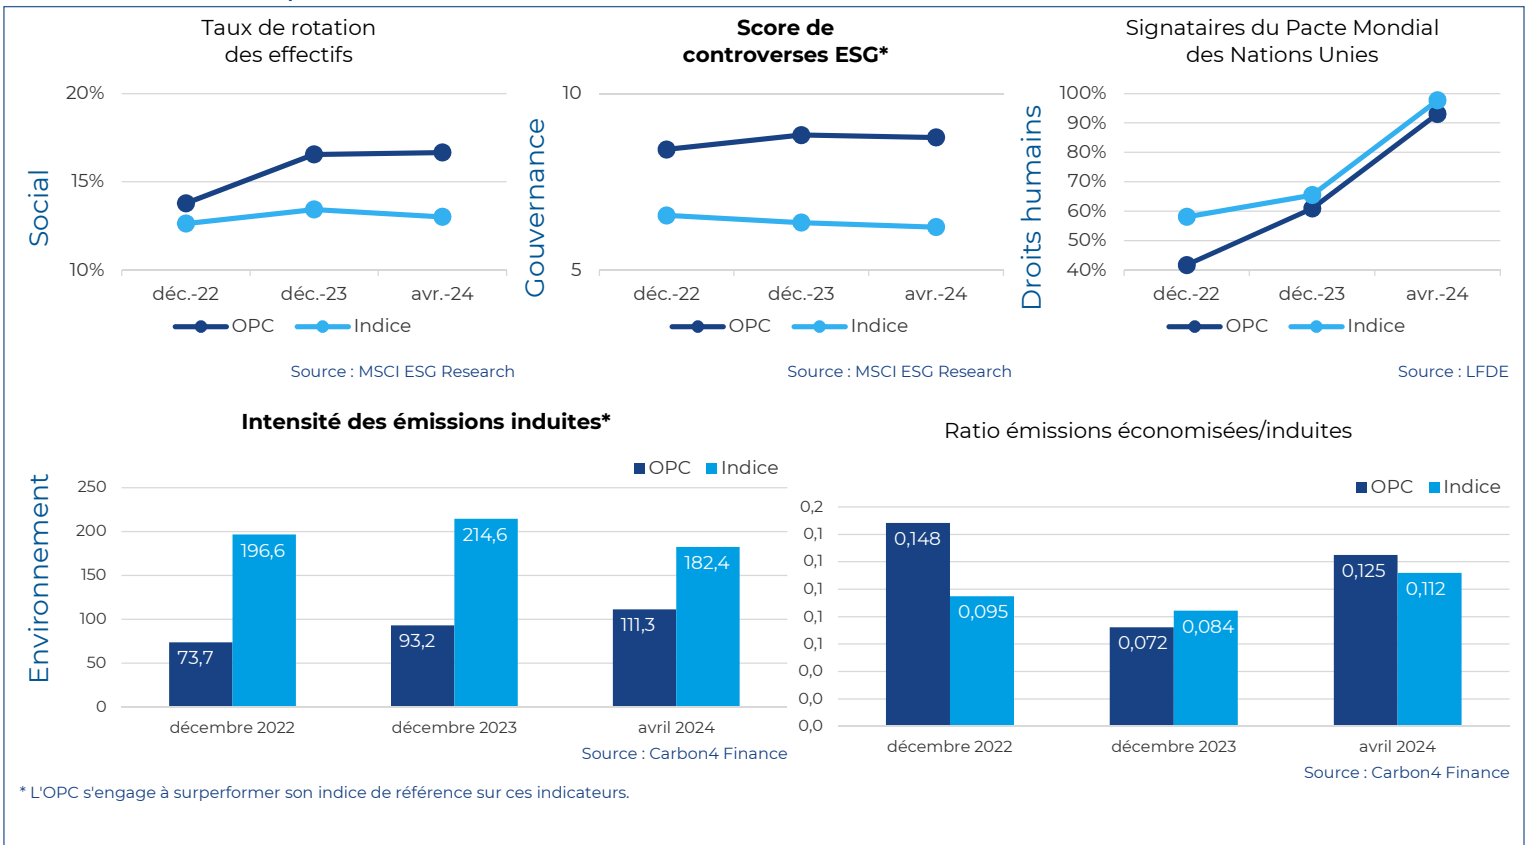 Taux de rotation
des effectifs
20%
15%
10%
Social
déc.-22 déc.-23 avr.-24
OPC Indice
Source : MSCI ESG Research
Score de
controverses ESG*
10
5
Gouvernance
déc.-22 déc.-23 avr.-24
OPC Indice
Source : MSCI ESG Research
Signataires du Pacte Mondial
des Nations Unies
100%
90%
80%
70%
60%
50%
40%
Droits humains
déc.-22 déc.-23 avr.-24
OPC Indice
Source : LFDE
Intensité des émissions induites*
OPC Indice
Environnement
250
200
150
100
50
0
73,7 196,6 93,2 214,6 111,3 182,4
décembre 2022 décembre 2023 avril 2024
Source : Carbon4 Finance
Ratio émissions économisées/induites
OPC Indice
0,2
0,1
0,1
0,1
0,1
0,1
0,0
0,0
0,0
0,148 0,095 0,072 0,084 0,125 0,112
décembre 2022 décembre 2023 avril 2024
Source : Carbon4 Finance
* L'OPC s'engage à surperformer son indice de référence sur ces indicateurs.